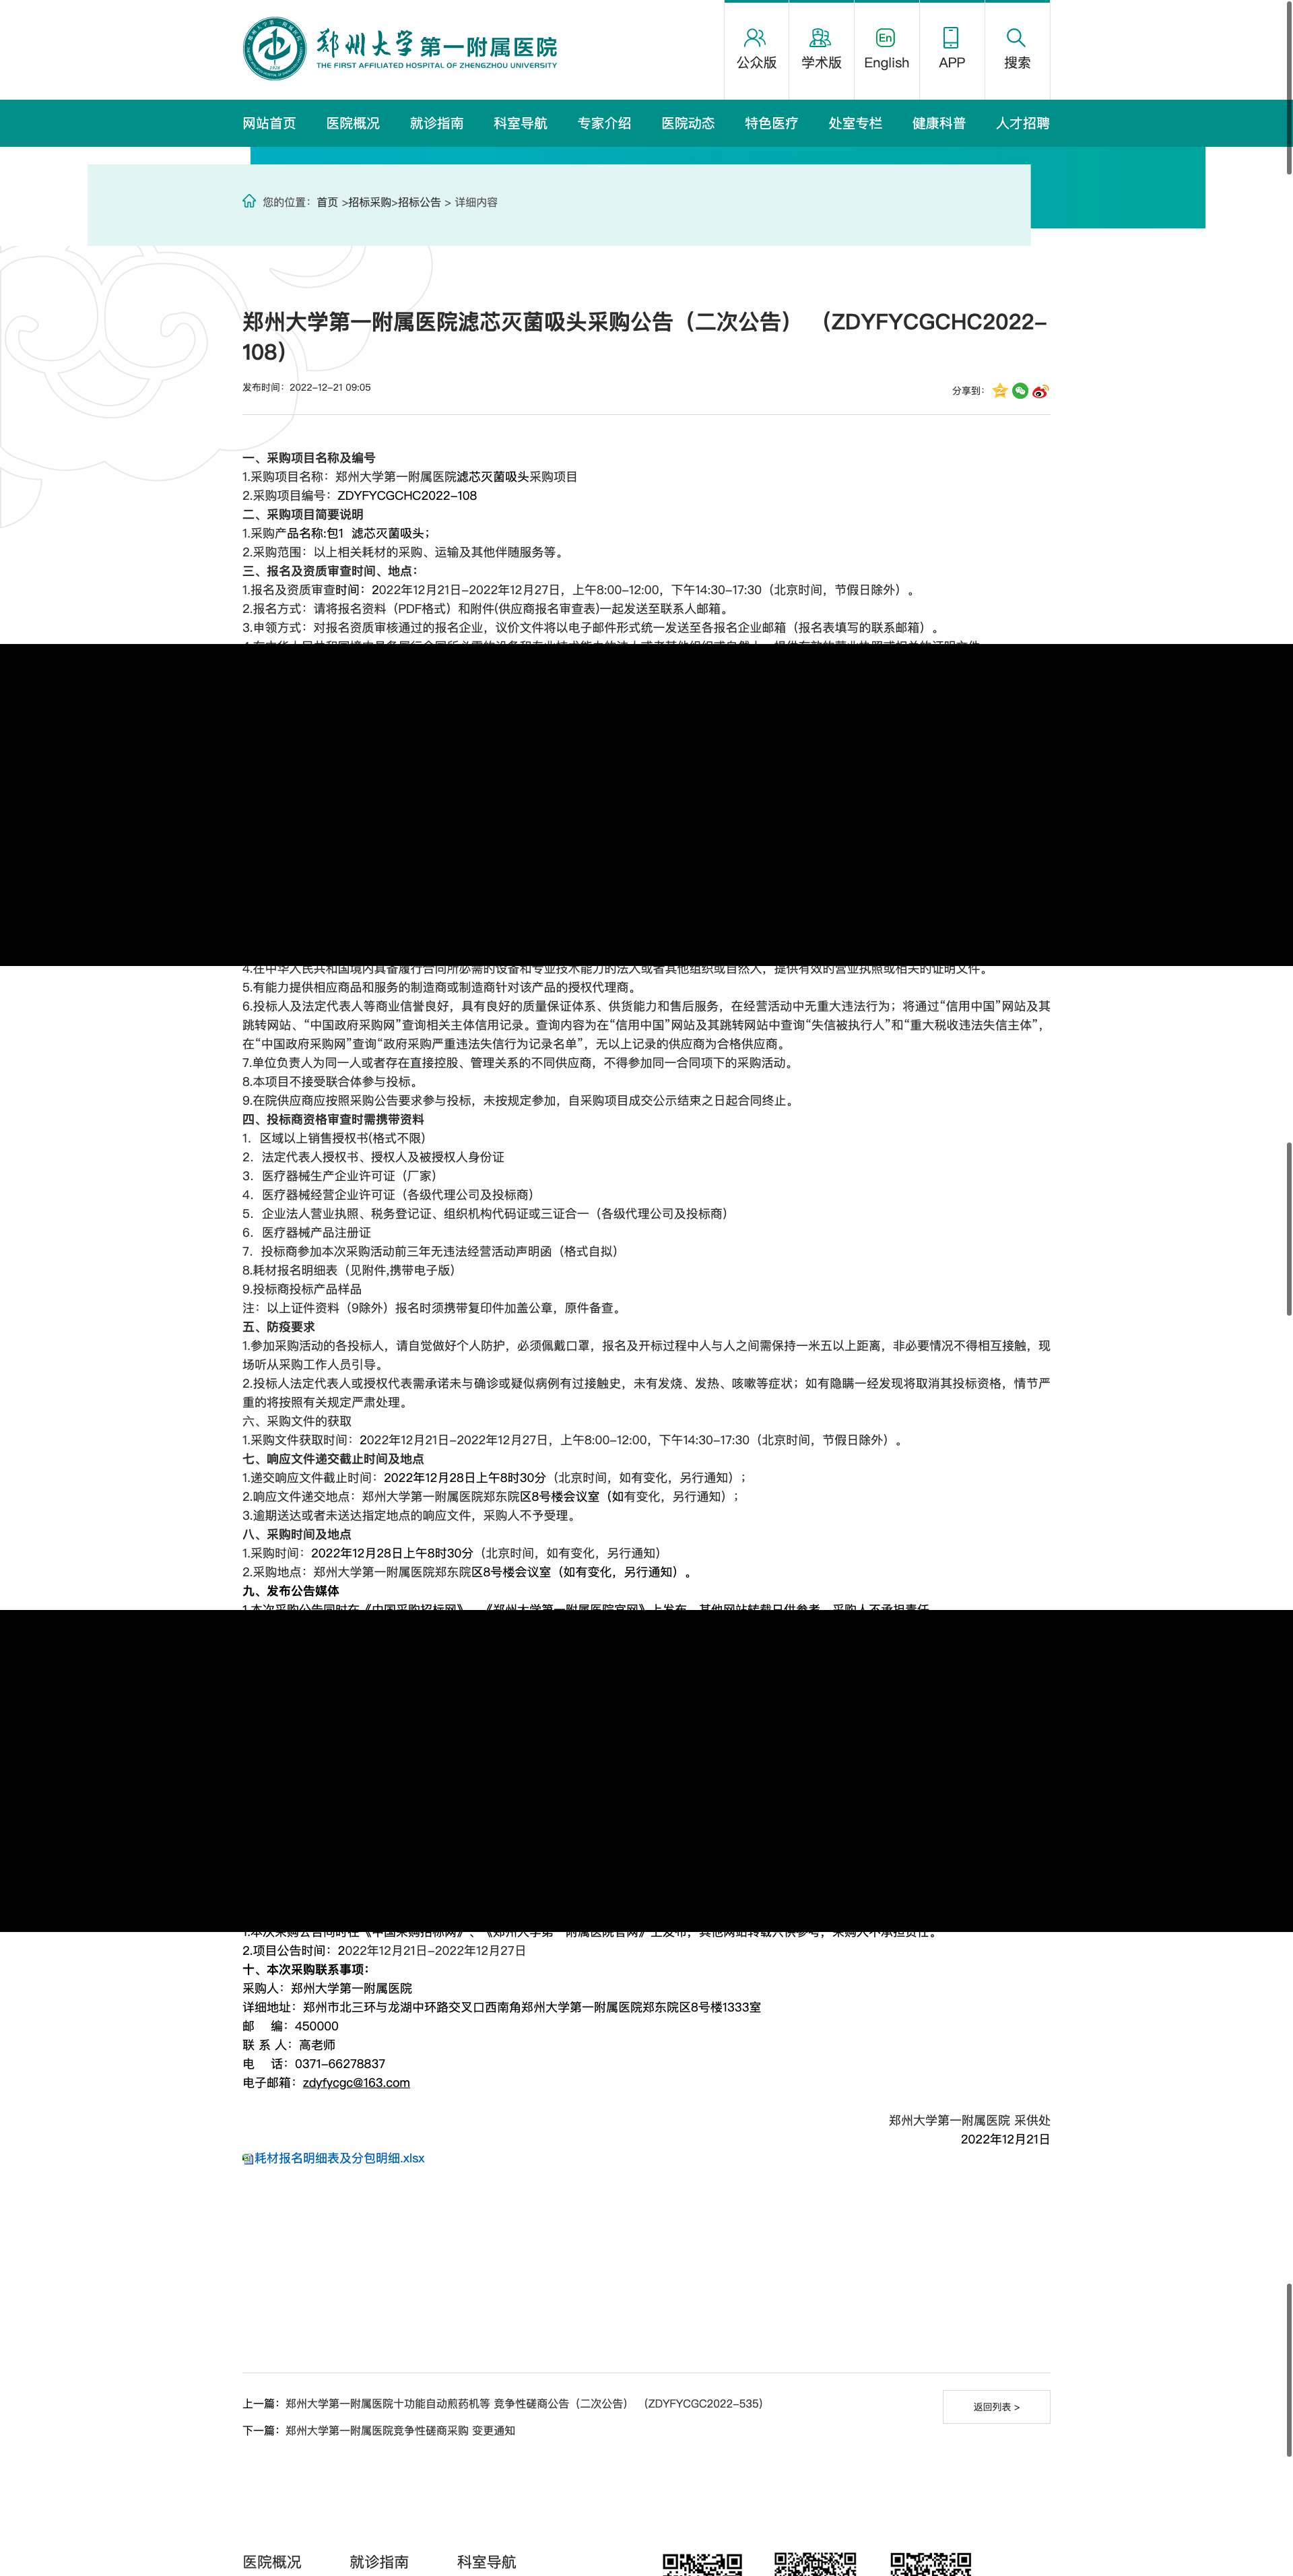 郑州大学第一附属医院
THE FIRST AFFILIATED HOSPITAL OF ZHENGZHOU UNIVERSITY
公众版
学术版
En
English
APP
搜索
网站首页 医院概况 就诊指南 科室导航 专家介绍 医院动态 特色医疗 处室专栏 健康科普 人才招聘
您的位置：首页 >招标采购>招标公告 > 详细内容
郑州大学第一附属医院滤芯灭菌吸头采购公告（二次公告） （ZDYFYCGCHC2022-
108）
发布时间：2022-12-21 09:05
分享到：
一、采购项目名称及编号
1.采购项目名称：郑州大学第一附属医院滤芯灭菌吸头采购项目
2.采购项目编号：ZDYFYCGCHC2022-108
二、采购项目简要说明
1.采购产品名称:包1 滤芯灭菌吸头；
2.采购范围：以上相关耗材的采购、运输及其他伴随服务等。
三、报名及资质审查时间、地点：
1.报名及资质审查时间：2022年12月21日-2022年12月27日，上午8:00-12:00，下午14:30-17:30（北京时间，节假日除外）。
2.报名方式：请将报名资料（PDF格式）和附件(供应商报名审查表)一起发送至联系人邮箱。
3.申领方式：对报名资质审核通过的报名企业，议价文件将以电子邮件形式统一发送至各报名企业邮箱（报名表填写的联系邮箱）。
4.在中华人民共和国境内具备履行合同所必需的设备和专业技术能力的法人或者其他组织或自然人，提供有效的营业执照或相关的证明文件。
5.有能力提供相应商品和服务的制造商或制造商针对该产品的授权代理商。
6.投标人及法定代表人等商业信誉良好，具有良好的质量保证体系、供货能力和售后服务，在经营活动中无重大违法行为；将通过“信用中国”网站及其
跳转网站、“中国政府采购网”查询相关主体信用记录。查询内容为在“信用中国”网站及其跳转网站中查询“失信被执行人”和“重大税收违法失信主体”，
在“中国政府采购网”查询“政府采购严重违法失信行为记录名单”，无以上记录的供应商为合格供应商。
7.单位负责人为同一人或者存在直接控股、管理关系的不同供应商，不得参加同一合同项下的采购活动。
8.本项目不接受联合体参与投标。
9.在院供应商应按照采购公告要求参与投标，未按规定参加，自采购项目成交公示结束之日起合同终止。
四、投标商资格审查时需携带资料
1. 区域以上销售授权书(格式不限)
2. 法定代表人授权书、授权人及被授权人身份证
3. 医疗器械生产企业许可证（厂家）
4. 医疗器械经营企业许可证（各级代理公司及投标商）
5. 企业法人营业执照、税务登记证、组织机构代码证或三证合一（各级代理公司及投标商）
6. 医疗器械产品注册证
7. 投标商参加本次采购活动前三年无违法经营活动声明函（格式自拟）
8.耗材报名明细表（见附件,携带电子版）
9.投标商投标产品样品
注：以上证件资料（9除外）报名时须携带复印件加盖公章，原件备查。
五、防疫要求
1.参加采购活动的各投标人，请自觉做好个人防护，必须佩戴口罩，报名及开标过程中人与人之间需保持一米五以上距离，非必要情况不得相互接触，现
场听从采购工作人员引导。
2.投标人法定代表人或授权代表需承诺未与确诊或疑似病例有过接触史，未有发烧、发热、咳嗽等症状；如有隐瞒一经发现将取消其投标资格，情节严
重的将按照有关规定严肃处理。
六、采购文件的获取
1.采购文件获取时间：2022年12月21日-2022年12月27日，上午8:00-12:00，下午14:30-17:30（北京时间，节假日除外）。
七、响应文件递交截止时间及地点
1.递交响应文件截止时间：2022年12月28日上午8时30分（北京时间，如有变化，另行通知）；
2.响应文件递交地点：郑州大学第一附属医院郑东院区8号楼会议室（如有变化，另行通知）；
3.逾期送达或者未送达指定地点的响应文件，采购人不予受理。
八、采购时间及地点
1.采购时间：2022年12月28日上午8时30分（北京时间，如有变化，另行通知）
2.采购地点：郑州大学第一附属医院郑东院区8号楼会议室（如有变化，另行通知）。
九、发布公告媒体
1.本次采购公告同时在《中国采购招标网》、《郑州大学第一附属医院官网》上发布，其他网站转载只供参考，采购人不承担责任。
2.项目公告时间：2022年12月21日-2022年12月27日
十、本次采购联系事项：
采购人：郑州大学第一附属医院
详细地址：郑州市北三环与龙湖中环路交叉口西南角郑州大学第一附属医院郑东院区8号楼1333室
邮 编：450000
联 系 人：高老师
电 话：0371-66278837
电子邮箱：zdyfycgc@163.com
郑州大学第一附属医院 采供处
2022年12月21日
耗材报名明细表及分包明细.xlsx
上一篇：郑州大学第一附属医院十功能自动煎药机等 竞争性磋商公告（二次公告） （ZDYFYCGC2022-535）
返回列表 >
下一篇：郑州大学第一附属医院竞争性磋商采购 变更通知
医院概况 就诊指南 科室导航